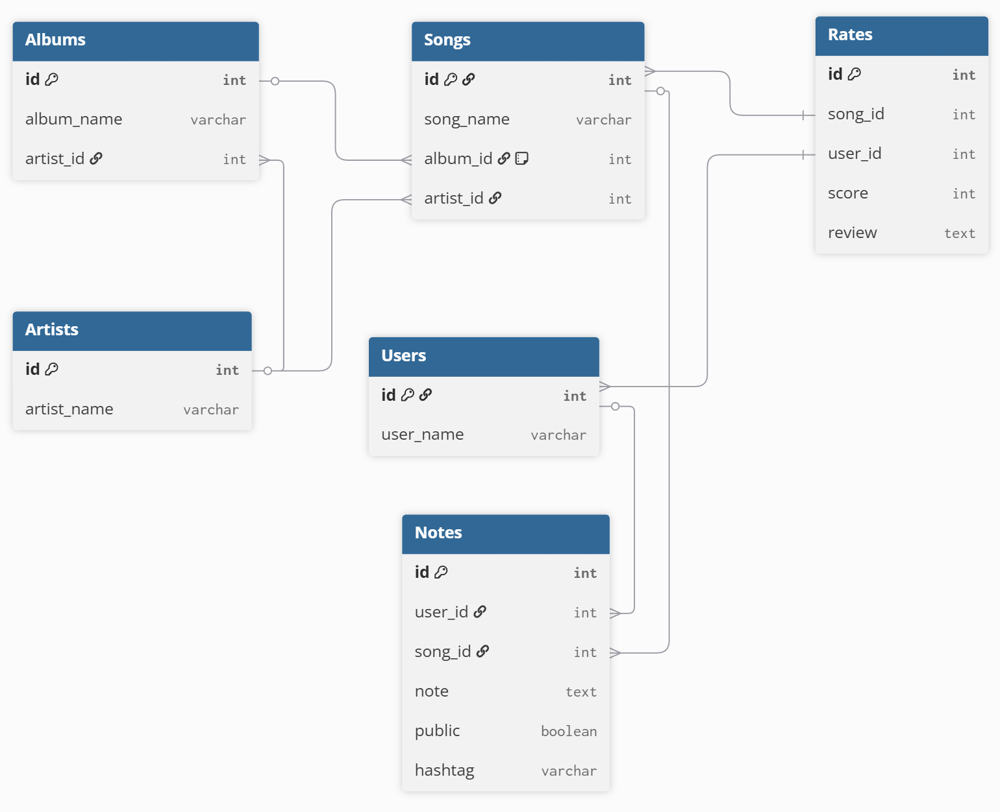 Albums
id int
album_name varchar
artist_id int
Songs
id int
song_name varchar
album_id int
artist_id int
Rates
id int
song_id int
user_id int
score int
review text
Artists
id int
artist_name varchar
Users
id int
user_name varchar
Notes
id int
user_id int
song_id int
note text
public boolean
hashtag varchar